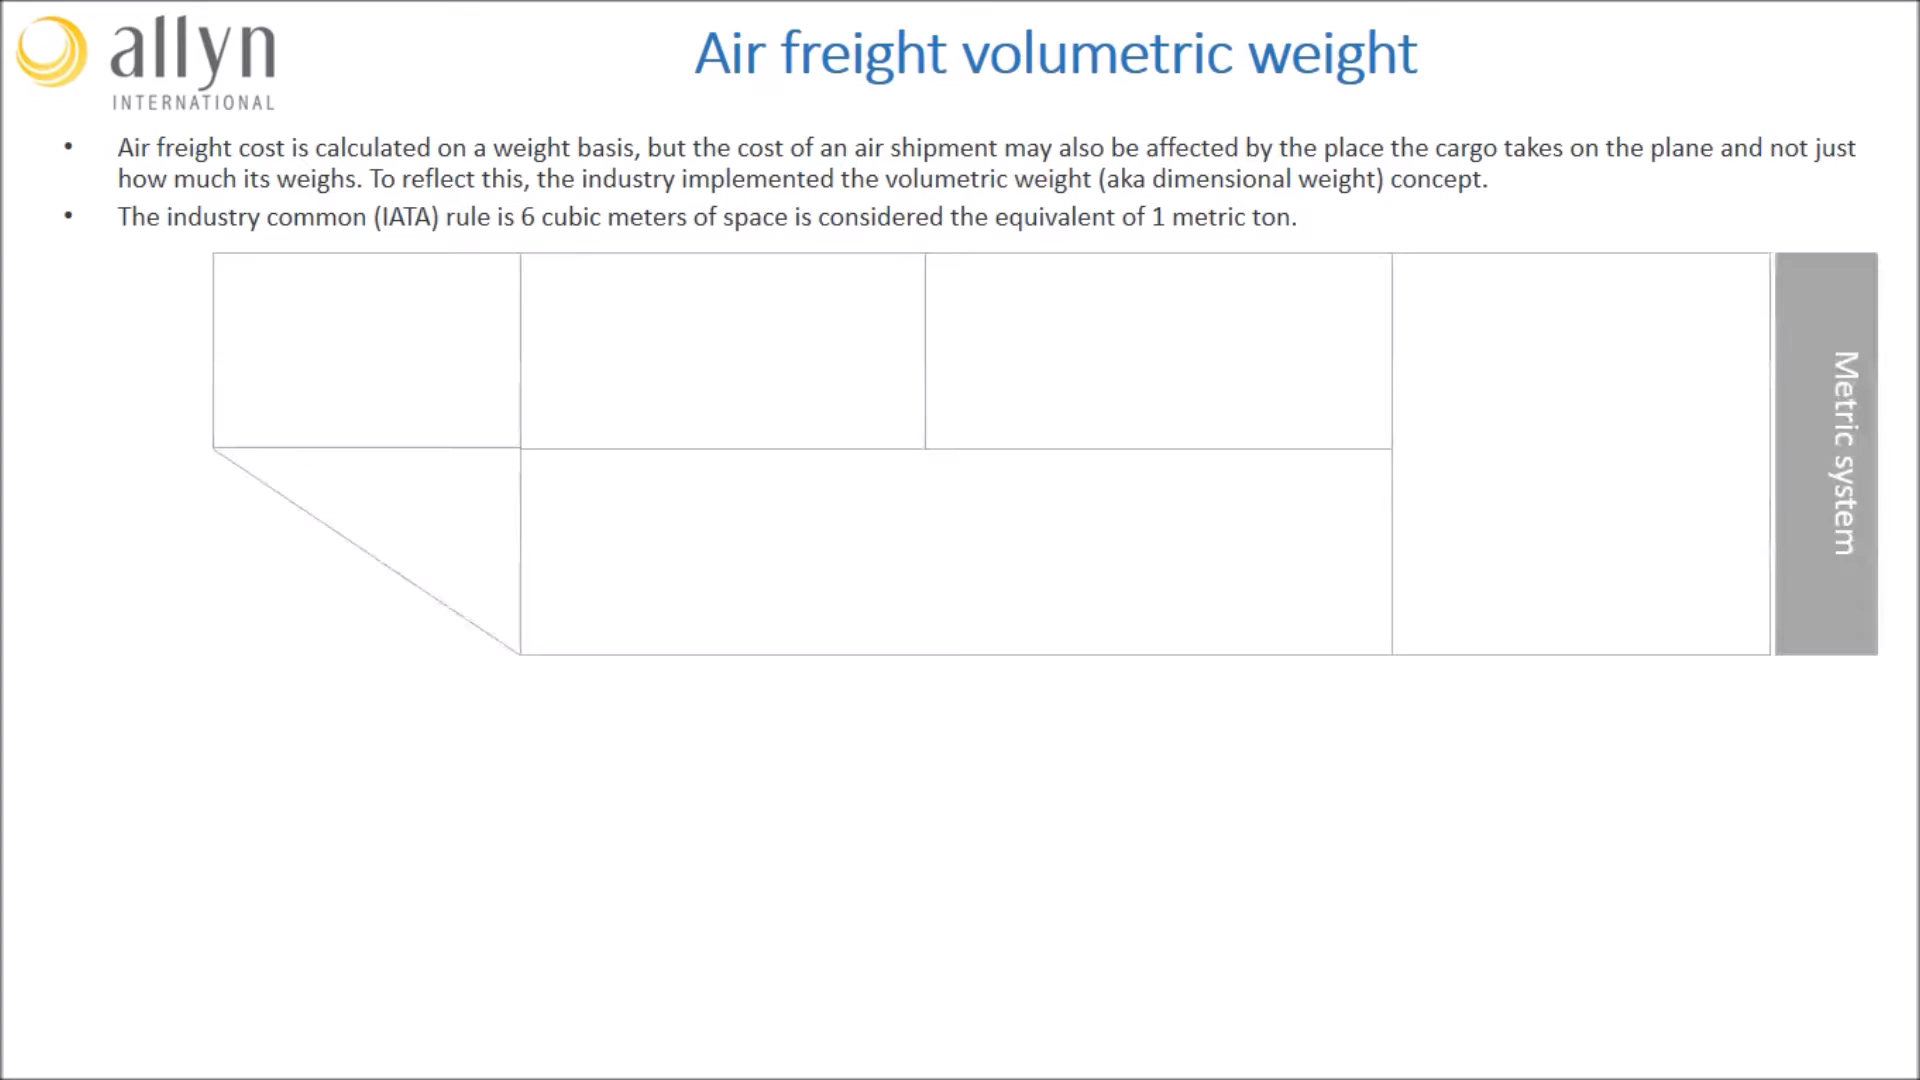 allyn
INTERNATIONAL
Air freight volumetric weight
• Air freight cost is calculated on a weight basis, but the cost of an air shipment may also be affected by the place the cargo takes on the plane and not just
how much its weighs. To reflect this, the industry implemented the volumetric weight (aka dimensional weight) concept.
• The industry common (IATA) rule is 6 cubic meters of space is considered the equivalent of 1 metric ton.
Metric system